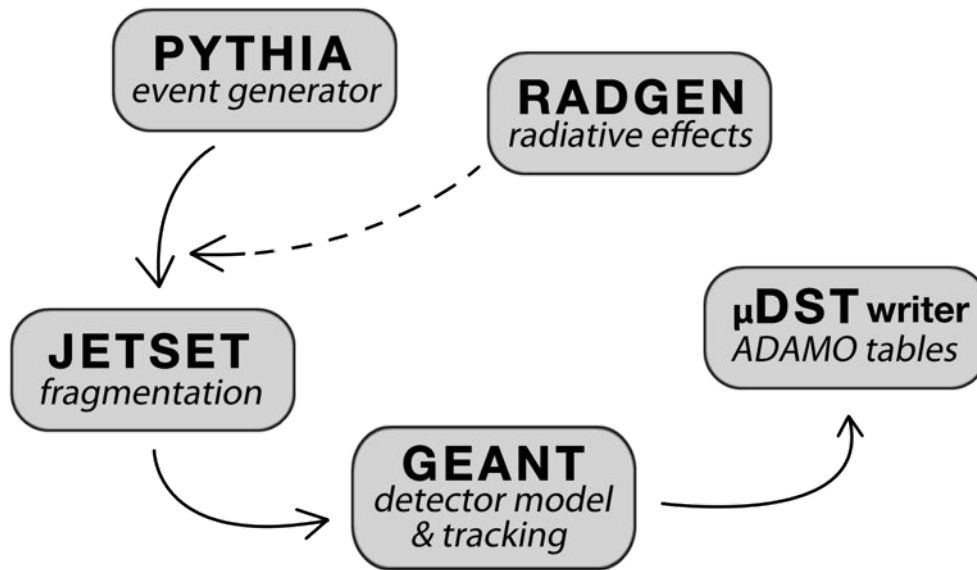 PYTHIA
event generator
RADGEN
radiative effects
JETSET
fragmentation
μDST writer
ADAMO tables
GEANT
detector model
& tracking